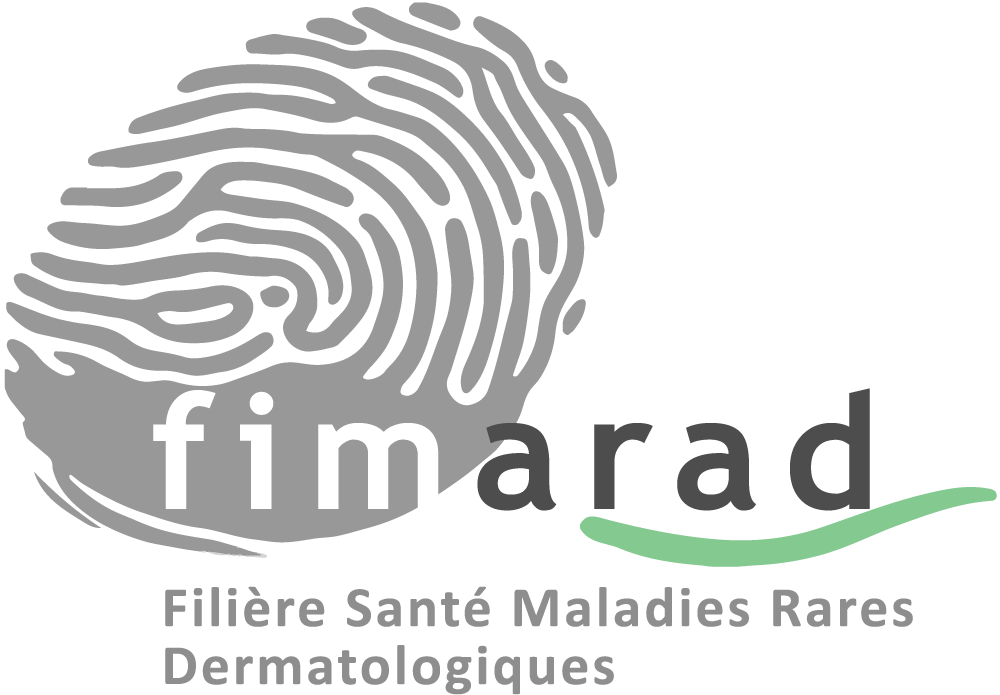 fimarad
Filière Santé Maladies Rares
Dermatologiques